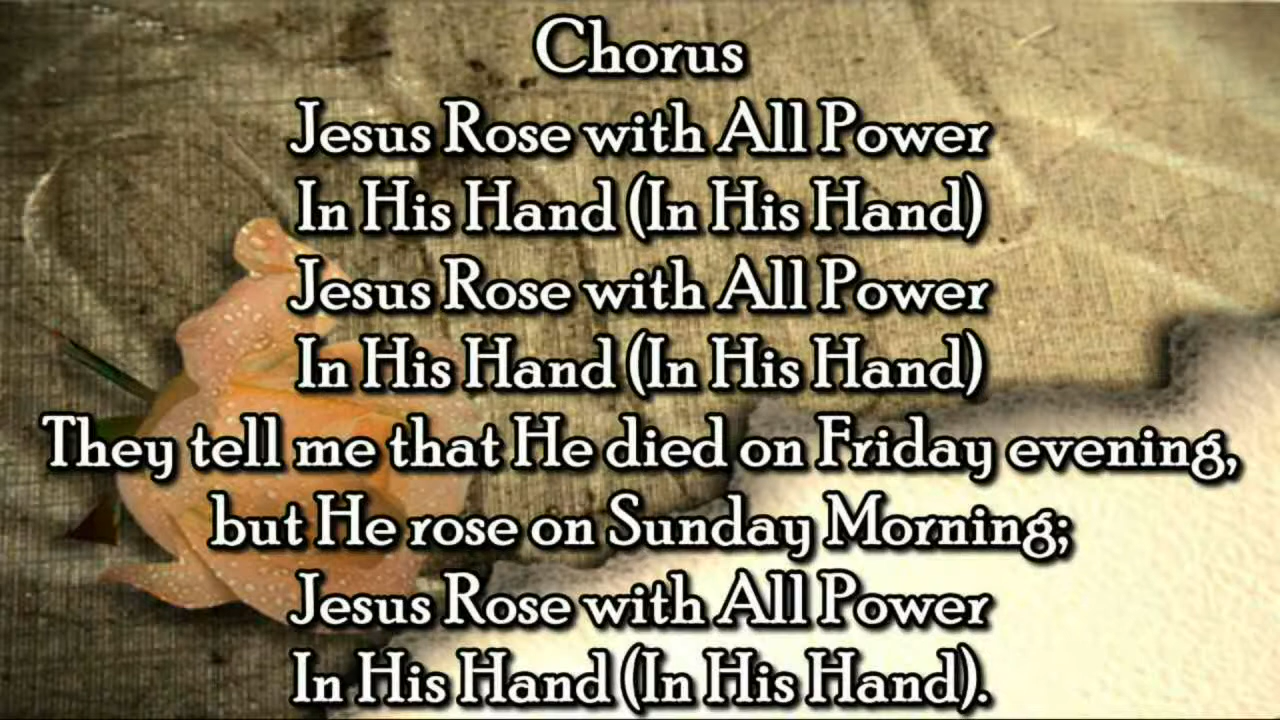 Chorus
Jesus Rose with All Power
In His Hand (In His Hand)
Jesus Rose with All Power
In His Hand (In His Hand)
They tell me that He died on Friday evening,
but He rose on Sunday Morning;
Jesus Rose with All Power
In His Hand (In His Hand).